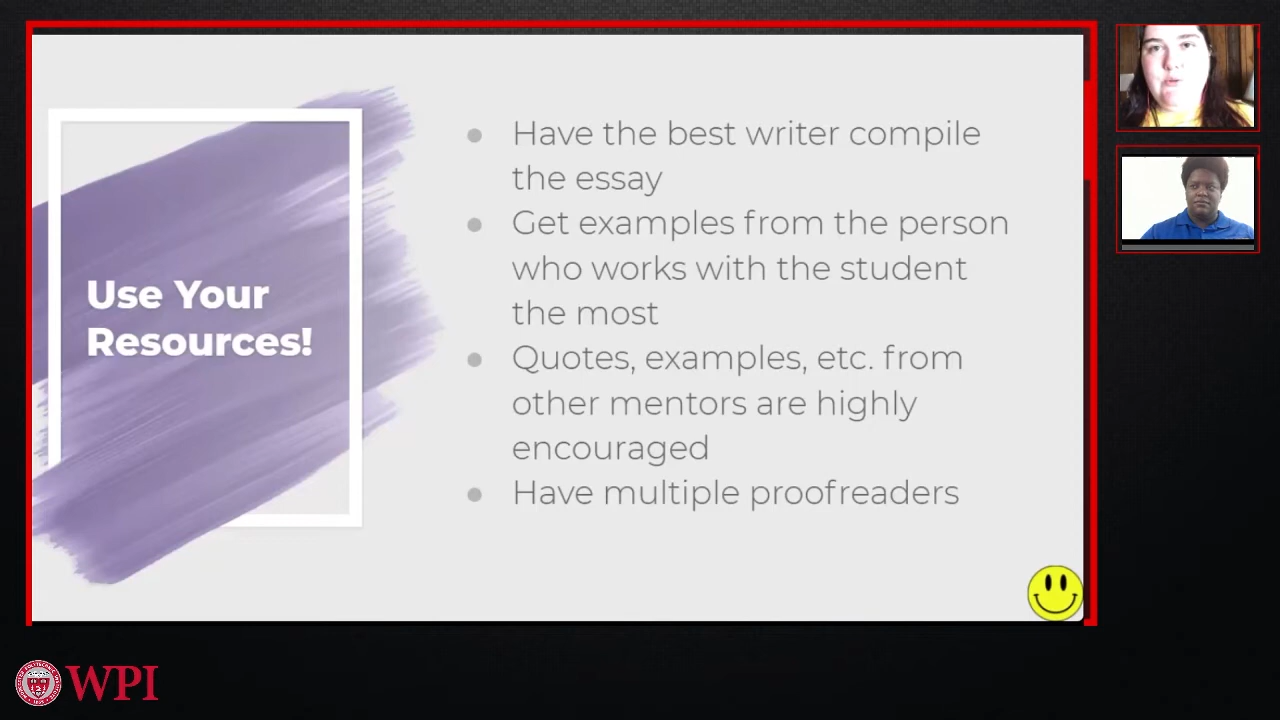 Use Your
Resources!
● Have the best writer compile
the essay
● Get examples from the person
who works with the student
the most
● Quotes, examples, etc. from
other mentors are highly
encouraged
● Have multiple proofreaders
WPI